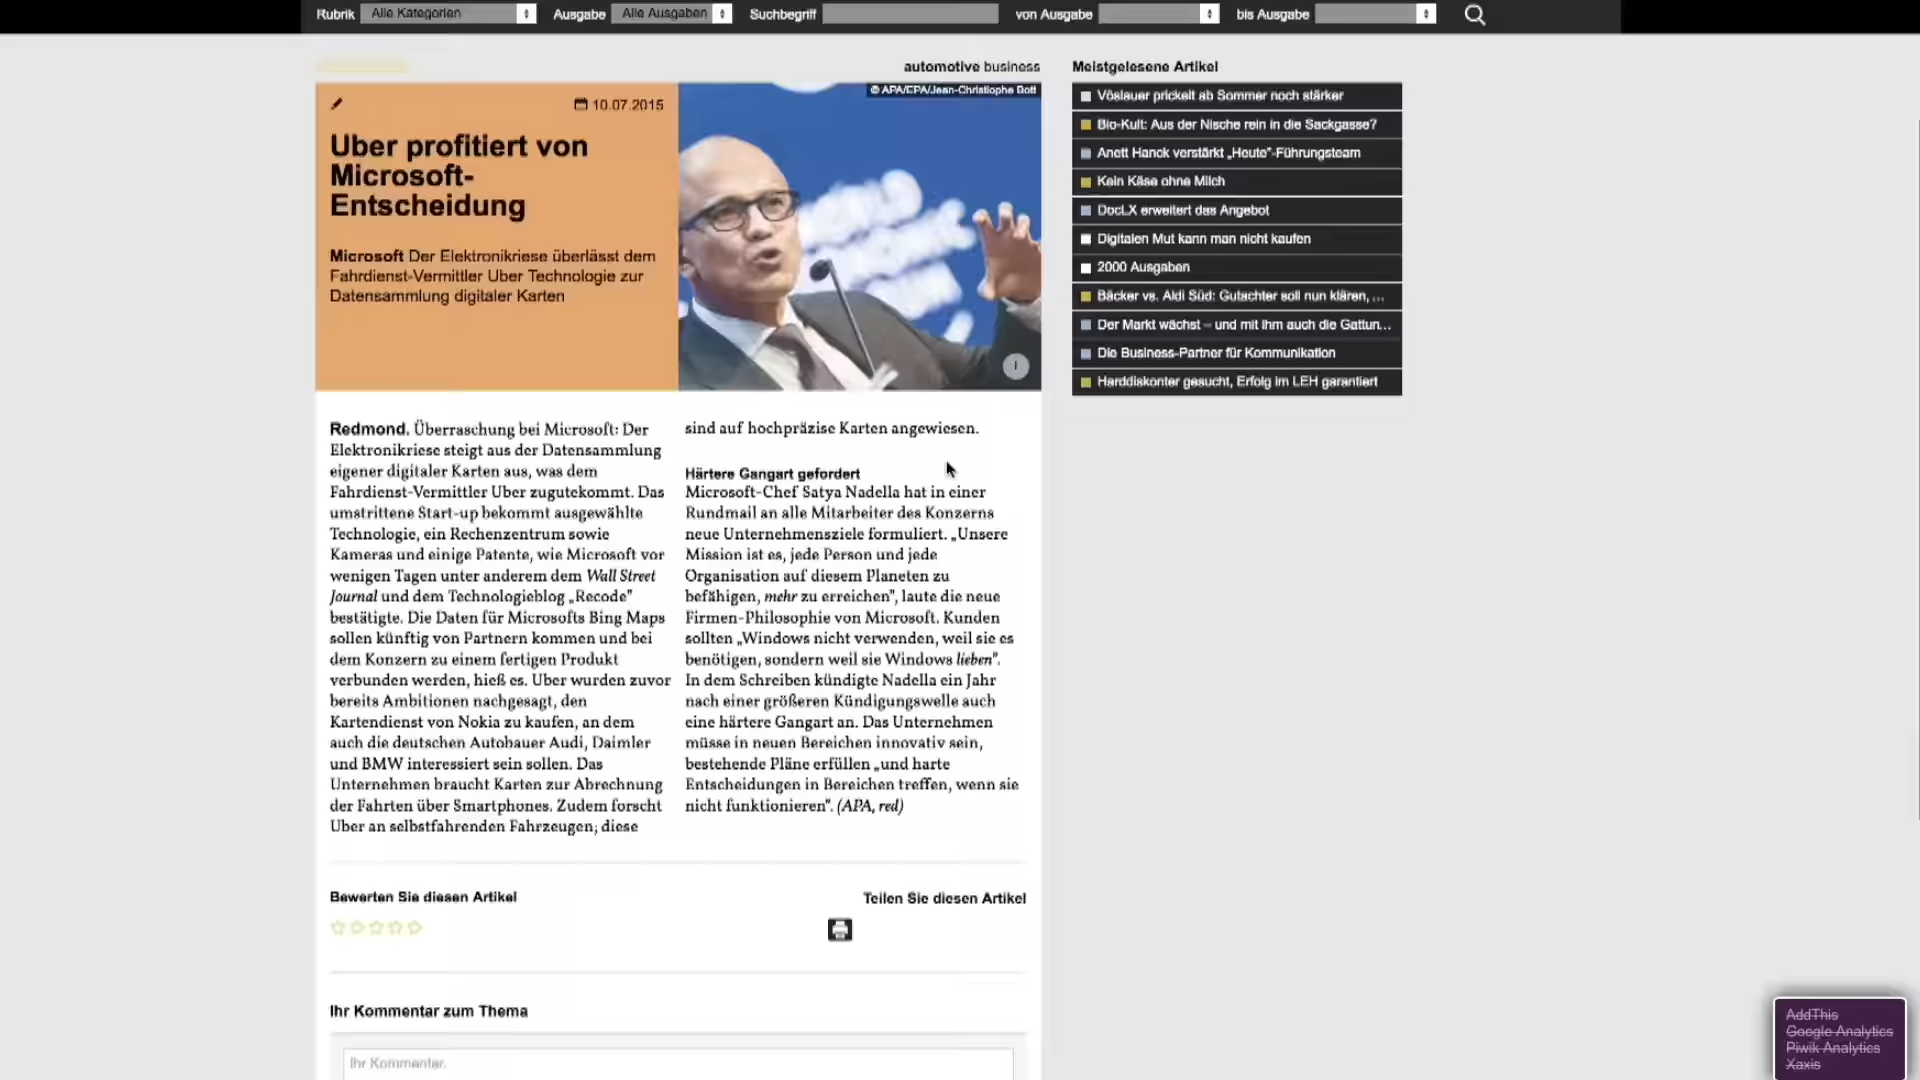 Rubrik Alle Kategorien Ausgabe Alle Ausgaben Suchbegriff von Ausgabe bis Ausgabe
automotive business
10.07.2015
Uber profitiert von
Microsoft-
Entscheidung
Microsoft Der Elektronikriese überlässt dem
Fahrdienst-Vermittler Uber Technologie zur
Datensammlung digitaler Karten
© APA/EPA/Jean-Christophe Bott
Redmond. Überraschung bei Microsoft: Der
Elektronikriese steigt aus der Datensammlung
eigener digitaler Karten aus, was dem
Fahrdienst-Vermittler Uber zugutekommt. Das
umstrittene Start-up bekommt ausgewählte
Technologie, ein Rechenzentrum sowie
Kameras und einige Patente, wie Microsoft vor
wenigen Tagen unter anderem dem Wall Street
Journal und dem Technologieblog „Recode”
bestätigte. Die Daten für Microsofts Bing Maps
sollen künftig von Partnern kommen und bei
dem Konzern zu einem fertigen Produkt
verbunden werden, hieß es. Uber wurden zuvor
bereits Ambitionen nachgesagt, den
Kartendienst von Nokia zu kaufen, an dem
auch die deutschen Autobauer Audi, Daimler
und BMW interessiert sein sollen. Das
Unternehmen braucht Karten zur Abrechnung
der Fahrten über Smartphones. Zudem forscht
Uber an selbstfahrenden Fahrzeugen; diese
sind auf hochpräzise Karten angewiesen.
Härtere Gangart gefordert
Microsoft-Chef Satya Nadella hat in einer
Rundmail an alle Mitarbeiter des Konzerns
neue Unternehmensziele formuliert. „Unsere
Mission ist es, jede Person und jede
Organisation auf diesem Planeten zu
befähigen, mehr zu erreichen”, laute die neue
Firmen-Philosophie von Microsoft. Kunden
sollten „Windows nicht verwenden, weil sie es
benötigen, sondern weil sie Windows lieben”.
In dem Schreiben kündigte Nadella ein Jahr
nach einer größeren Kündigungswelle auch
eine härtere Gangart an. Das Unternehmen
müsse in neuen Bereichen innovativ sein,
bestehende Pläne erfüllen „und harte
Entscheidungen in Bereichen treffen, wenn sie
nicht funktionieren”. (APA, red)
Bewerten Sie diesen Artikel
Teilen Sie diesen Artikel
Ihr Kommentar zum Thema
Ihr Kommentar.
Meistgelesene Artikel
Vöslauer prickelt ab Sommer noch stärker
Bio-Kult: Aus der Nische rein in die Sackgasse?
Anett Hanck verstärkt „Heute”-Führungsteam
Kein Käse ohne Milch
DocLX erweitert das Angebot
Digitalen Mut kann man nicht kaufen
2000 Ausgaben
Bäcker vs. Aldi Süd: Gutachter soll nun klären, ...
Der Markt wächst – und mit ihm auch die Gattun...
Die Business-Partner für Kommunikation
Harddiskonter gesucht, Erfolg im LEH garantiert
AddThis
Google Analytics
Piwik Analytics
Xaxis